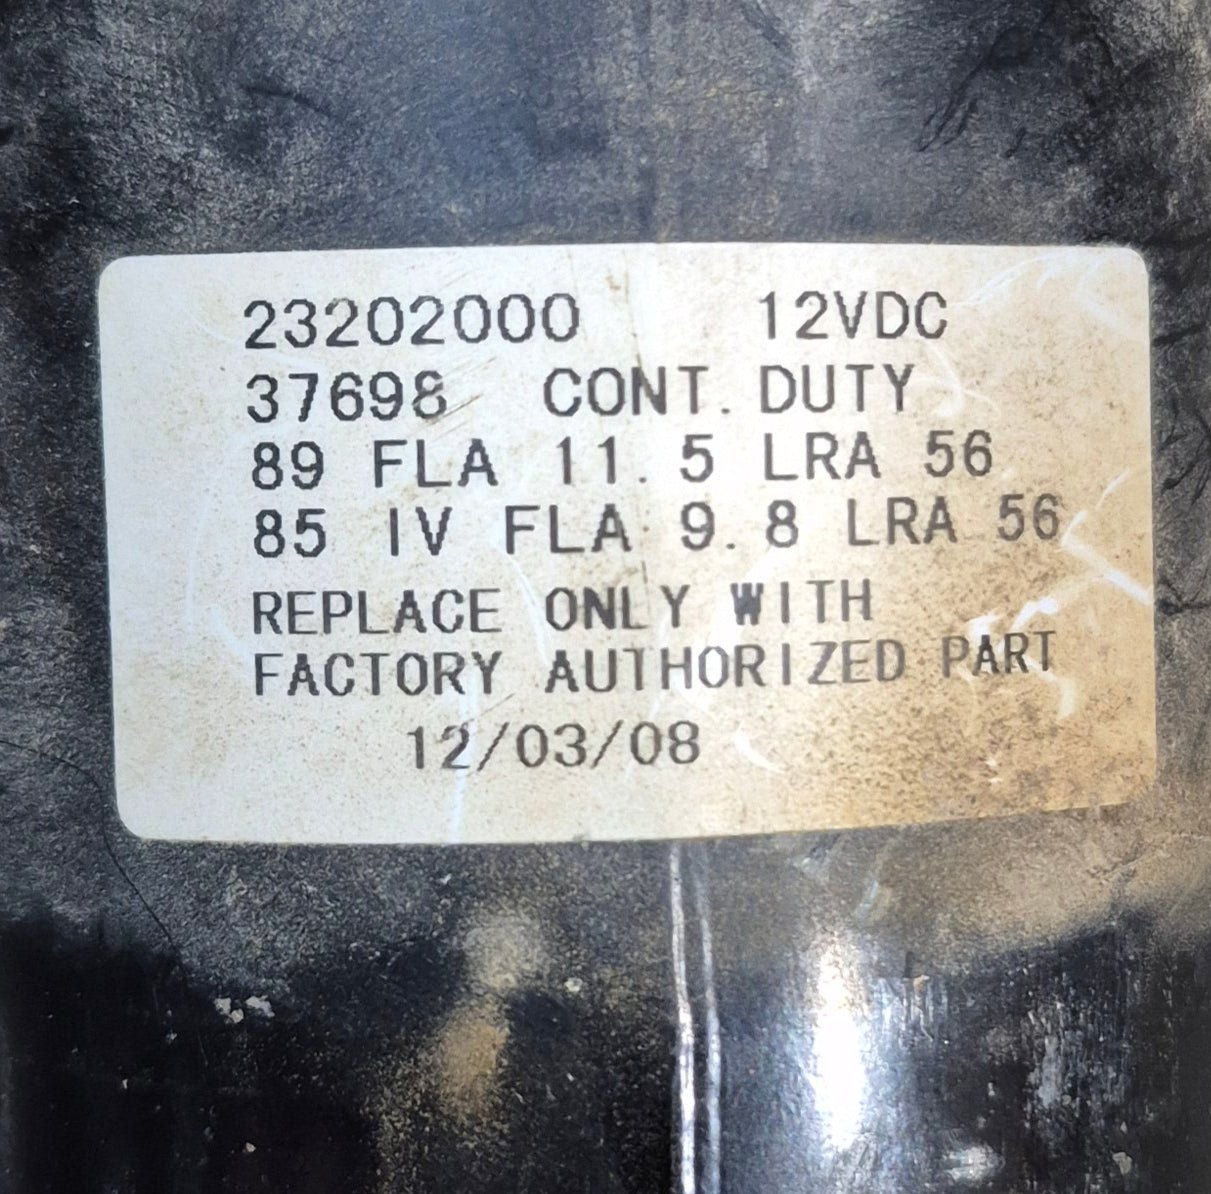 23202000 12VDC
37698 CONT. DUTY
89 FLA 11.5 LRA 56
85 IV FLA 9.8 LRA 56
REPLACE ONLY WITH
FACTORY AUTHORIZED PART
12/03/08